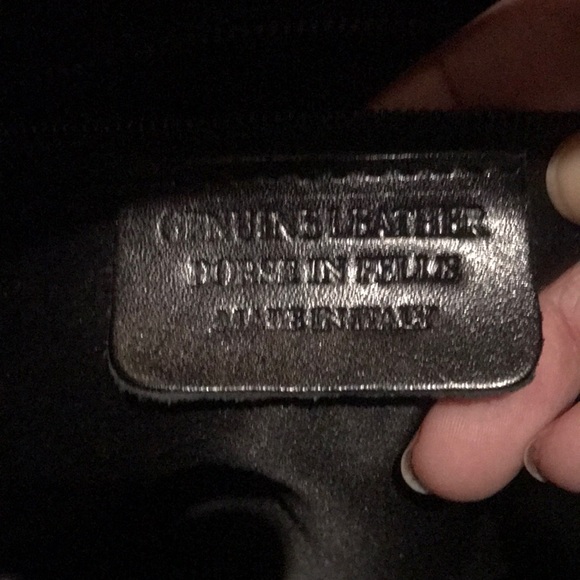 GENUINE LEATHER
BORSE IN PELLE
MADE IN ITALY